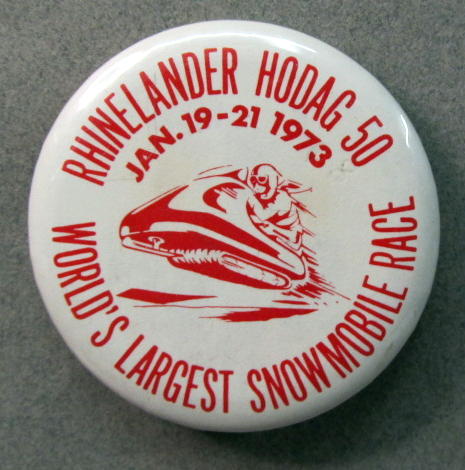 RHINELANDER HODAG 50
JAN. 19-21 1973
WORLD'S LARGEST SNOWMOBILE RACE